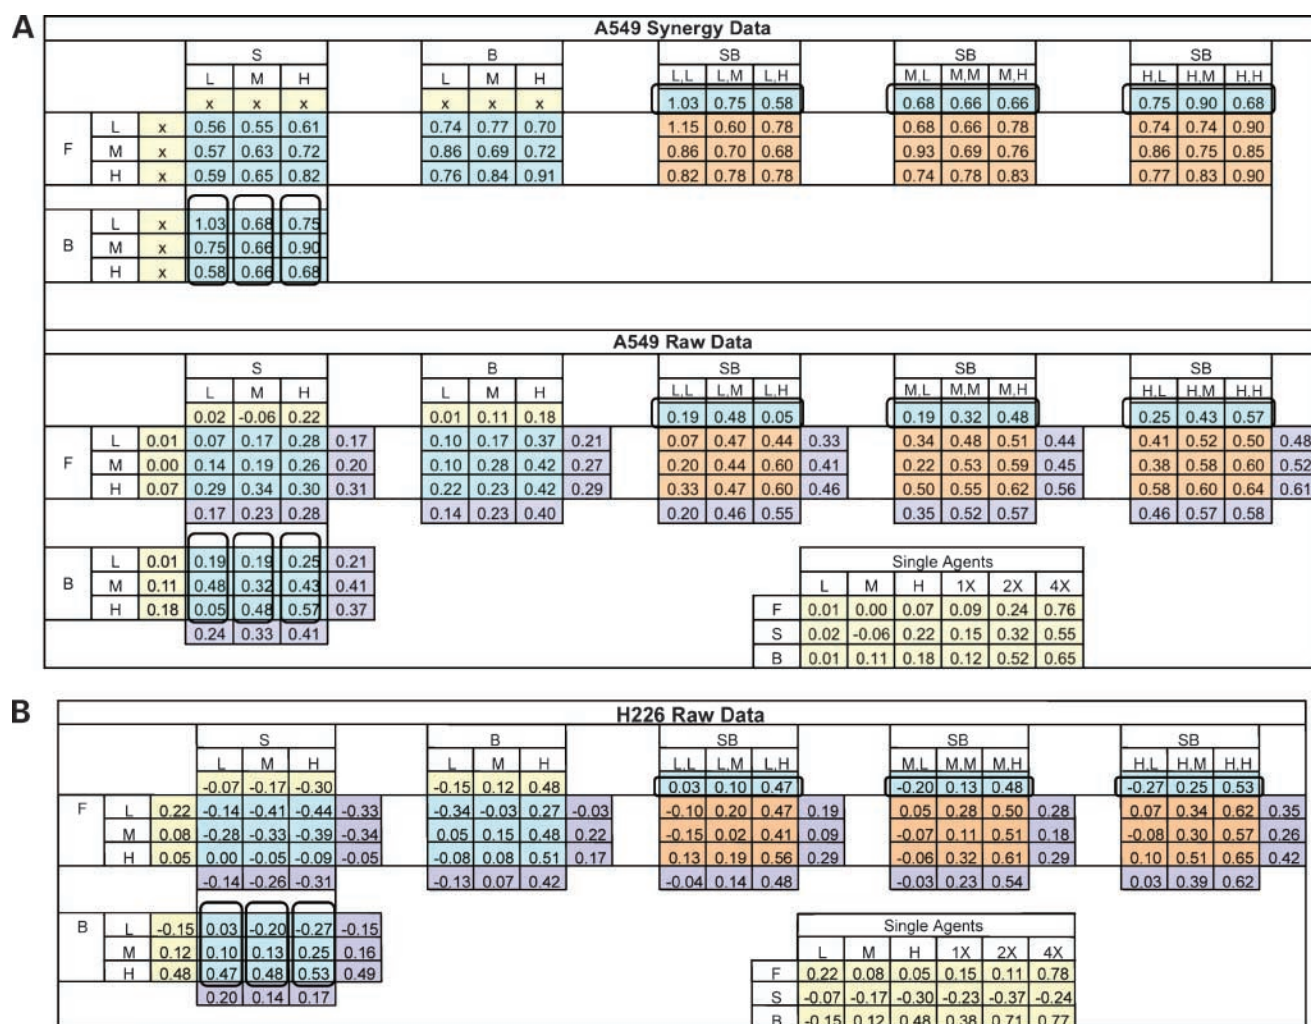 A
A549 Synergy Data
S B SB SB SB
L M H L M H L,L L,M L,H M,L M,M M,H H,L H,M H,H
x x x x x x 1.03 0.75 0.58 0.68 0.66 0.66 0.75 0.90 0.68
L x 0.56 0.55 0.61 0.74 0.77 0.70 1.15 0.60 0.78 0.68 0.66 0.78 0.74 0.74 0.90
F M x 0.57 0.63 0.72 0.86 0.69 0.72 0.86 0.70 0.68 0.93 0.69 0.76 0.86 0.75 0.85
H x 0.59 0.65 0.82 0.76 0.84 0.91 0.82 0.78 0.78 0.74 0.78 0.83 0.77 0.83 0.90
L x 1.03 0.68 0.75
B M x 0.75 0.66 0.90
H x 0.58 0.66 0.68
A549 Raw Data
S B SB SB SB
L M H L M H L,L L,M L,H M,L M,M M,H H,L H,M H,H
0.02 -0.06 0.22 0.01 0.11 0.18 0.19 0.48 0.05 0.19 0.32 0.48 0.25 0.43 0.57
L 0.01 0.07 0.17 0.28 0.17 0.10 0.17 0.37 0.21 0.07 0.47 0.44 0.33 0.34 0.48 0.51 0.44 0.41 0.52 0.50 0.48
F M 0.00 0.14 0.19 0.26 0.20 0.10 0.28 0.42 0.27 0.20 0.44 0.60 0.41 0.22 0.53 0.59 0.45 0.38 0.58 0.60 0.52
H 0.07 0.29 0.34 0.30 0.31 0.22 0.23 0.42 0.29 0.33 0.47 0.60 0.46 0.50 0.55 0.62 0.56 0.58 0.60 0.64 0.61
0.17 0.23 0.28 0.14 0.23 0.40 0.20 0.46 0.55 0.35 0.52 0.57 0.46 0.57 0.58
L 0.01 0.19 0.19 0.25 0.21
B M 0.11 0.48 0.32 0.43 0.41
H 0.18 0.05 0.48 0.57 0.37
0.24 0.33 0.41
Single Agents
L M H 1X 2X 4X
F 0.01 0.00 0.07 0.09 0.24 0.76
S 0.02 -0.06 0.22 0.15 0.32 0.55
B 0.01 0.11 0.18 0.12 0.52 0.65
B
H226 Raw Data
S B SB SB SB
L M H L M H L,L L,M L,H M,L M,M M,H H,L H,M H,H
-0.07 -0.17 -0.30 -0.15 0.12 0.48 0.03 0.10 0.47 -0.20 0.13 0.48 -0.27 0.25 0.53
F L 0.22 -0.14 -0.41 -0.44 -0.33 -0.34 -0.03 0.27 -0.03 -0.10 0.20 0.47 0.19 0.05 0.28 0.50 0.28 0.07 0.34 0.62 0.35
M 0.08 -0.28 -0.33 -0.39 -0.34 0.05 0.15 0.48 0.22 -0.15 0.02 0.41 0.09 -0.07 0.11 0.51 0.18 -0.08 0.30 0.57 0.26
H 0.05 0.00 -0.05 -0.09 -0.05 -0.08 0.08 0.51 0.17 0.13 0.19 0.56 0.29 -0.06 0.32 0.61 0.29 0.10 0.51 0.65 0.42
-0.14 -0.26 -0.31 -0.13 0.07 0.42 -0.04 0.14 0.48 -0.03 0.23 0.54 0.03 0.39 0.62
B L -0.15 0.03 -0.20 -0.27 -0.15
M 0.12 0.10 0.13 0.25 0.16
H 0.48 0.47 0.48 0.53 0.49
0.20 0.14 0.17
Single Agents
L M H 1X 2X 4X
F 0.22 0.08 0.05 0.15 0.11 0.78
S -0.07 -0.17 -0.30 -0.23 -0.37 -0.24
B -0.15 0.12 0.48 0.38 0.71 0.77